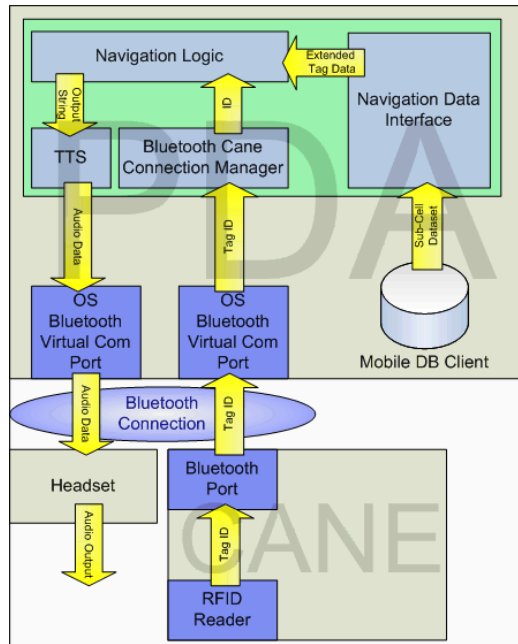 Navigation Logic
Extended
Tag Data
Navigation Data
Interface
Output
String
ID
TTS
Bluetooth Cane
Connection Manager
PDA
Audio Data
Tag ID
Sub-Cell
Dataset
OS
Bluetooth
Virtual Com
Port
OS
Bluetooth
Virtual Com
Port
Mobile DB Client
Audio Data
Bluetooth
Connection
Tag ID
Headset
Bluetooth
Port
Audio Output
Tag ID
CANE
RFID
Reader